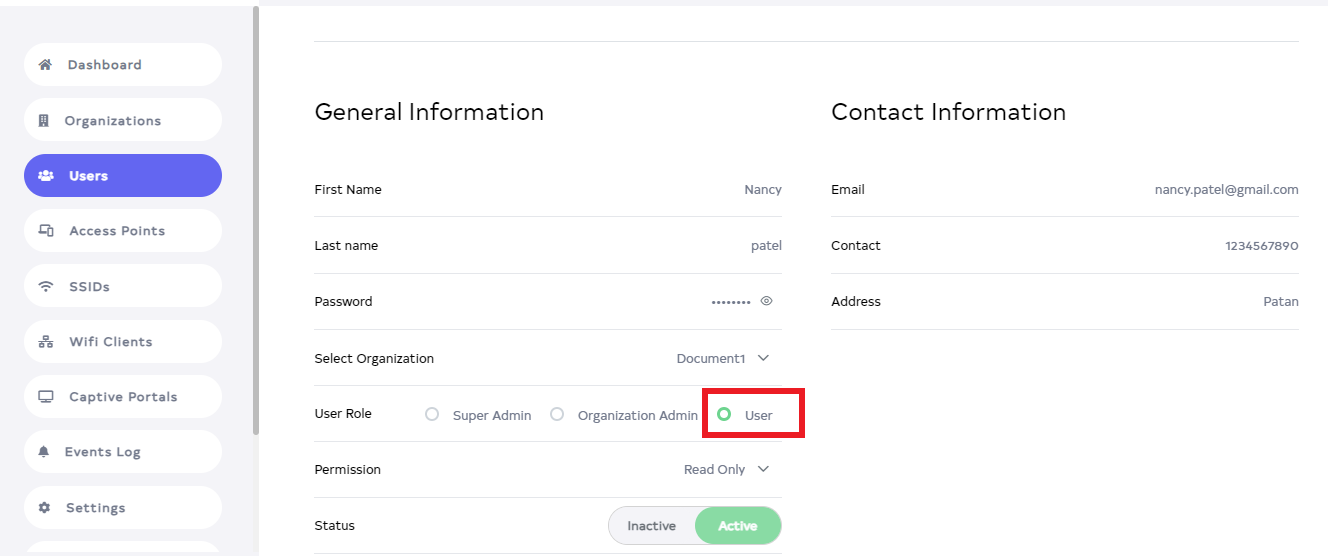 Dashboard
Organizations
Users
Access Points
SSIDs
Wifi Clients
Captive Portals
Events Log
Settings
General Information
First Name Nancy
Last name patel
Password ••••••••
Select Organization Document1
User Role Super Admin Organization Admin User
Permission Read Only
Status Inactive Active
Contact Information
Email nancy.patel@gmail.com
Contact 1234567890
Address Patan